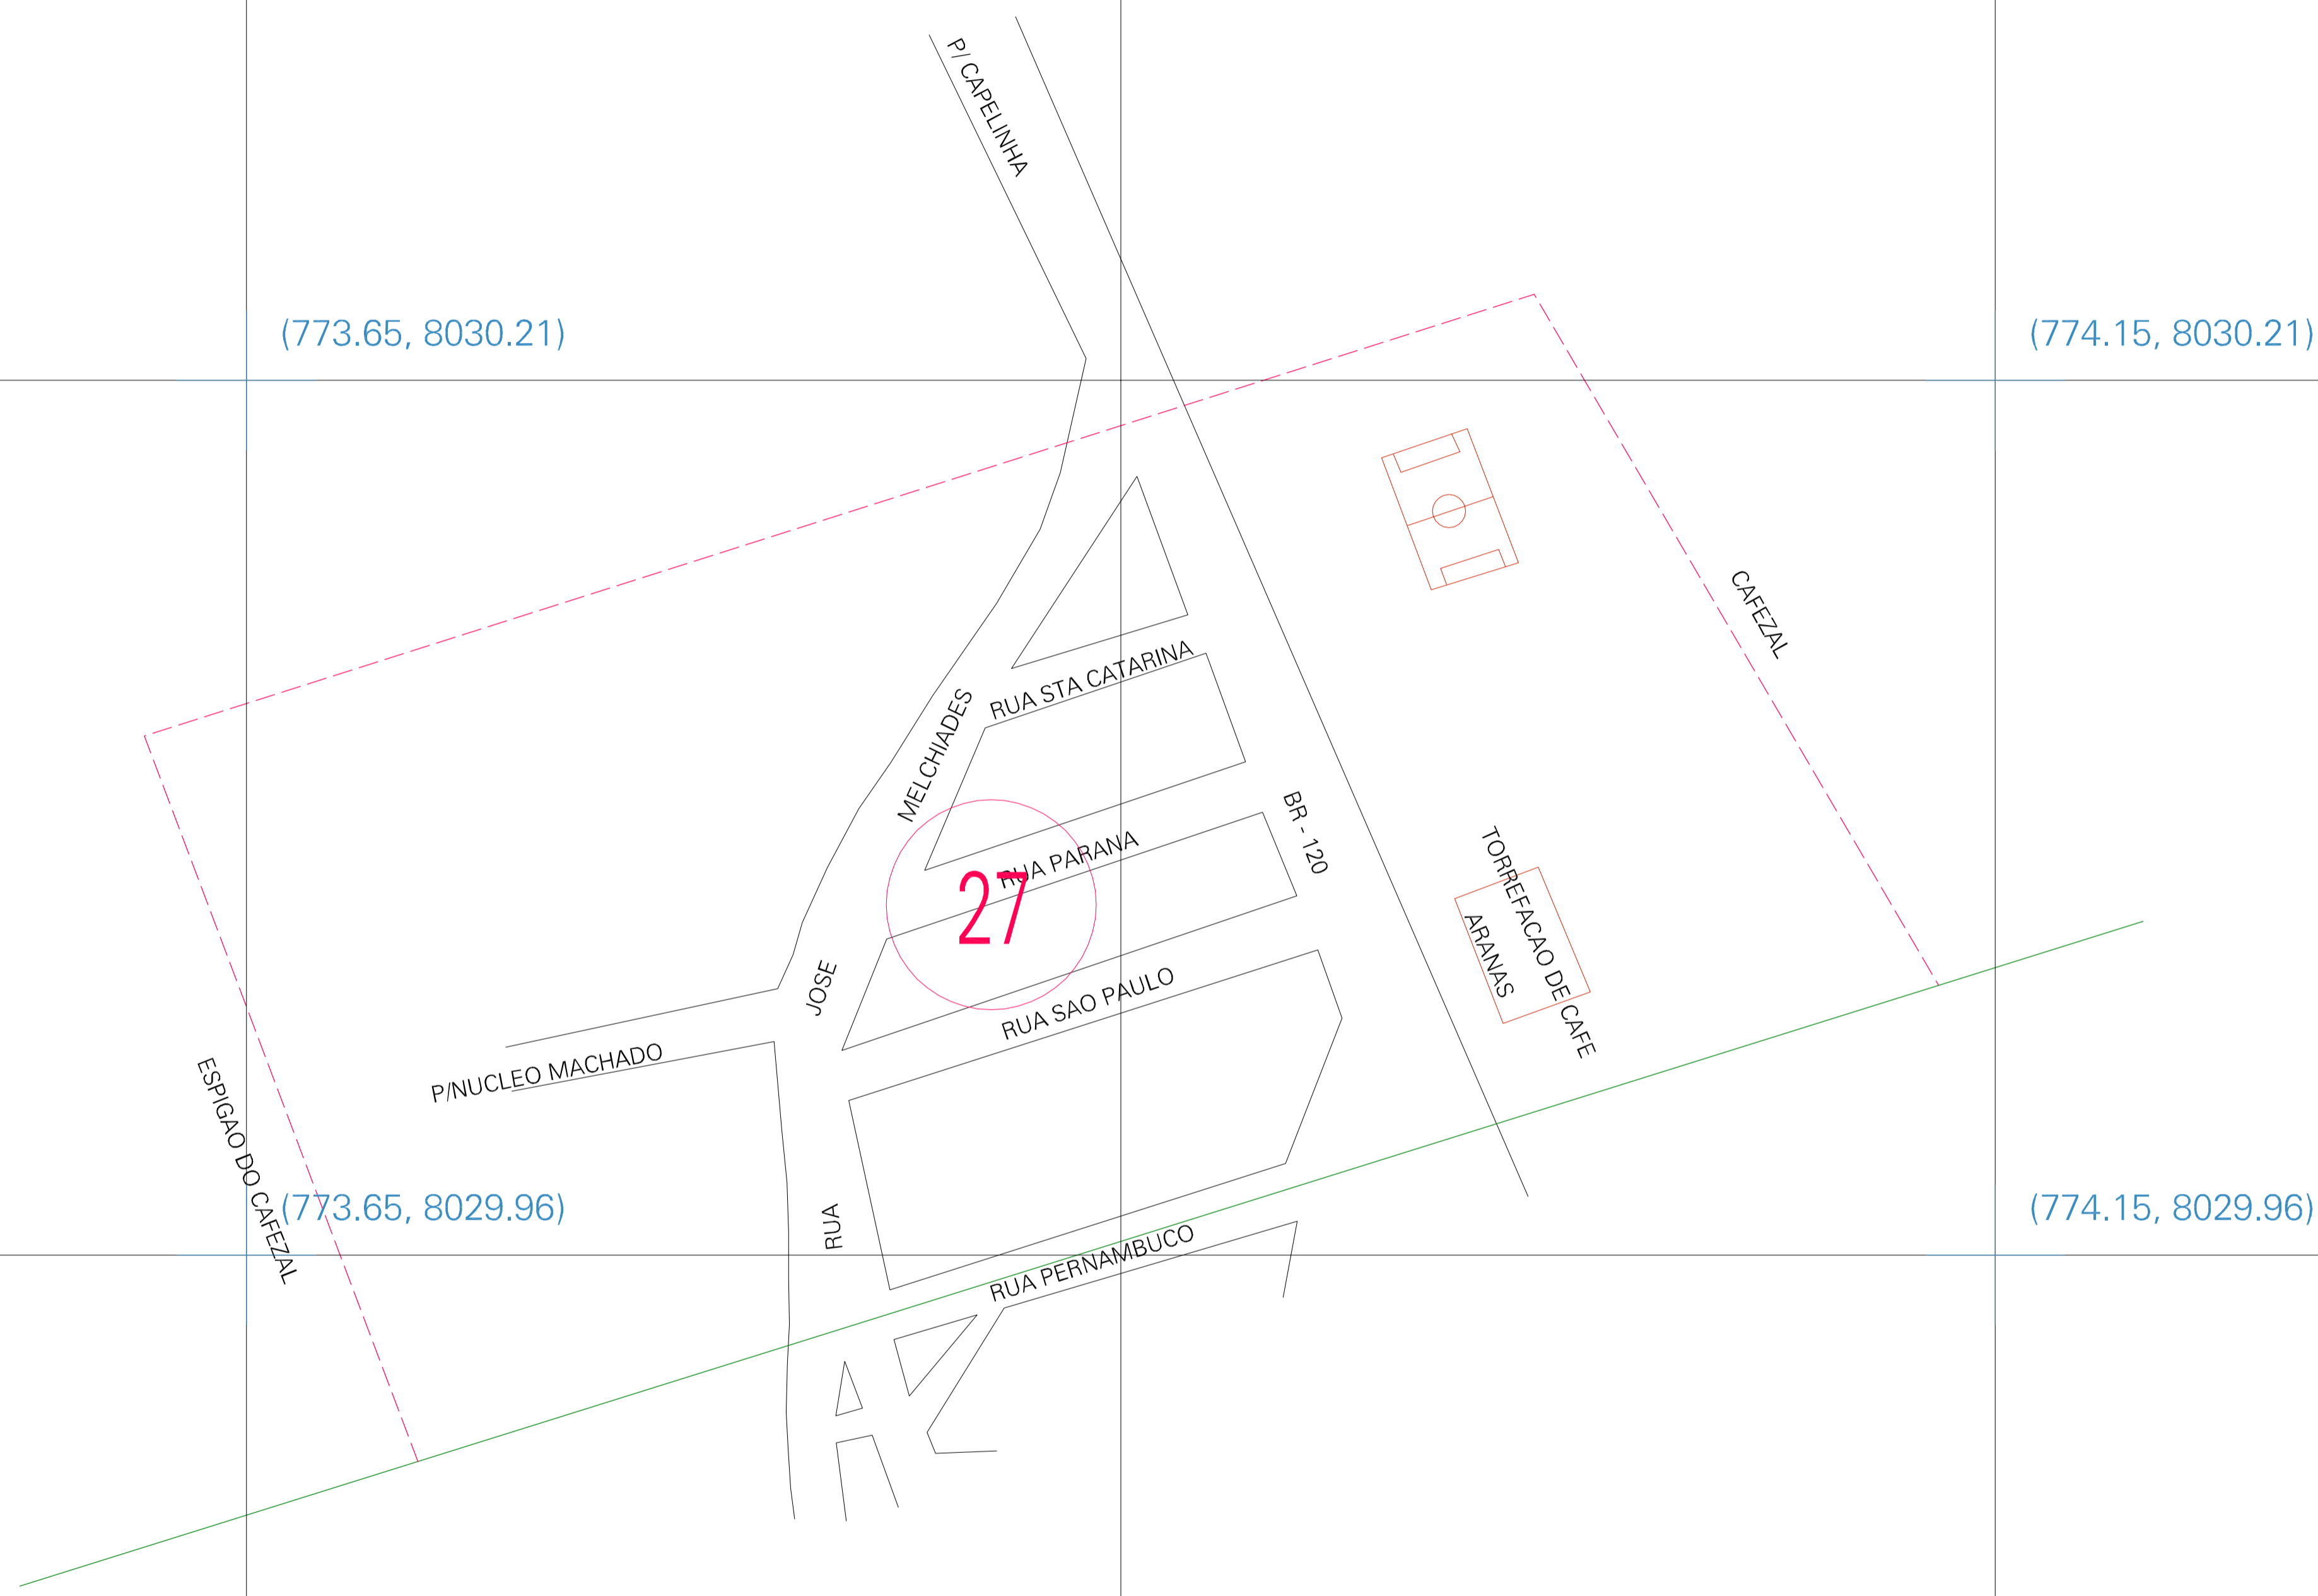 P/ CAPELINHA
(773.65, 8030.21)
(774.15, 8030.21)
CAFEZAL
RUA STA CATARINA
MELCHIADES
BR - 120
RUA PARANA
27
TORREFACAO DE CAFE
ARANAS
JOSE
RUA SAO PAULO
P/NUCLEO MACHADO
ESPIGAO DO CAFEZAL
(773.65, 8029.96)
(774.15, 8029.96)
RUA
RUA PERNAMBUCO